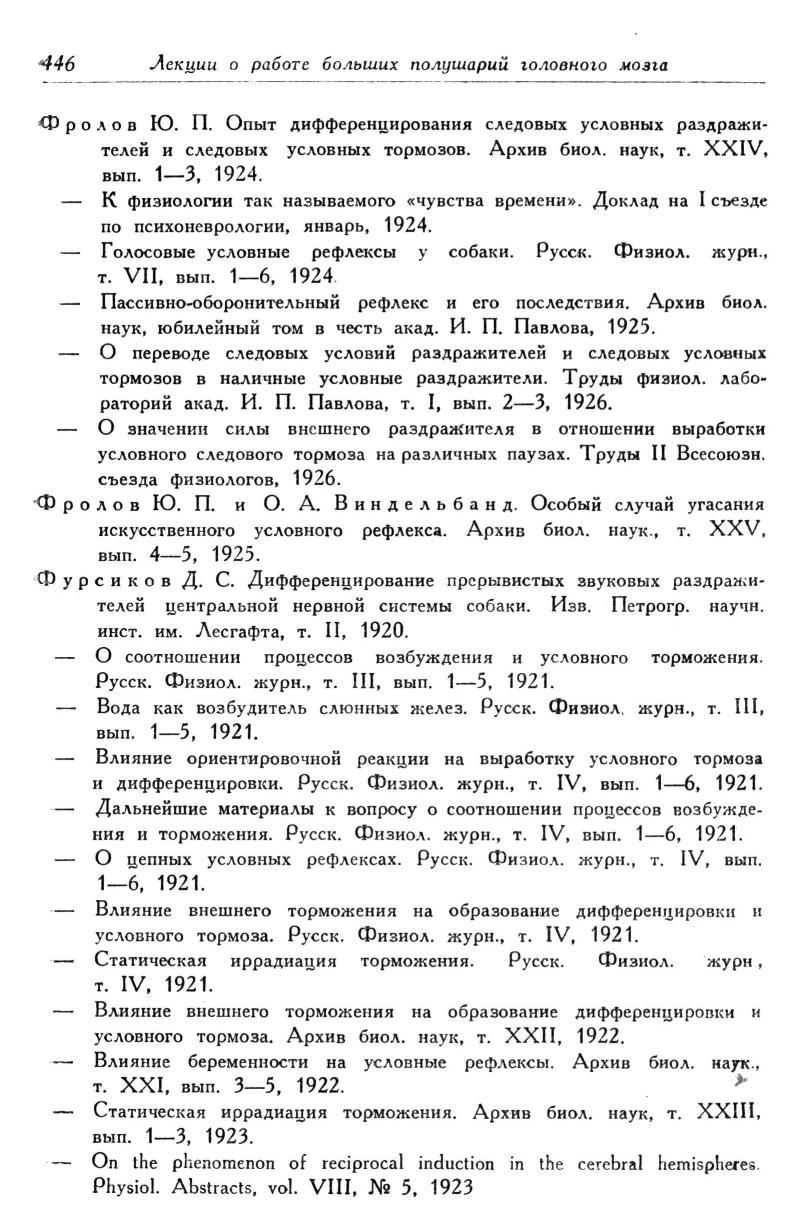 446 Лекции о работе больших полушарий головного мозга
Фролов Ю. П. Опыт дифференцирования следовых условных раздражи-
телей и следовых условных тормозов. Архив биол. наук, т. XXIV,
вып. 1—3, 1924.
— К физиологии так называемого «чувства времени». Доклад на I съезде
по психоневрологии, январь, 1924.
— Голосовые условные рефлексы у собаки. Русск. Физиол. журн.,
т. VII, вып. 1—6, 1924.
— Пассивно-оборонительный рефлекс и его последствия. Архив биол.
наук, юбилейный том в честь акад. И. П. Павлова, 1925.
— О переводе следовых условий раздражителей и следовых условных
тормозов в наличные условные раздражители. Труды физиол. лабо-
раторий акад. И. П. Павлова, т. I, вып. 2—3, 1926.
— О значении силы внешнего раздражителя в отношении выработки
условного следового тормоза на различных паузах. Труды II Всесоюзн.
съезда физиологов, 1926.
Фролов Ю. П. и О. А. Виндельбанд. Особый случай угасания
искусственного условного рефлекса. Архив биол. наук., т. XXV,
вып. 4—5, 1925.
Фурсиков Д. С. Дифференцирование прерывистых звуковых раздражи-
телей центральной нервной системы собаки. Изв. Петрогр. научн.
инст. им. Лесгафта, т. II, 1920.
— О соотношении процессов возбуждения и условного торможения.
Русск. Физиол. журн., т. III, вып. 1—5, 1921.
— Вода как возбудитель слюнных желез. Русск. Физиол. журн., т. III,
вып. 1—5, 1921.
— Влияние ориентировочной реакции на выработку условного тормоза
и дифференцировки. Русск. Физиол. журн., т. IV, вып. 1—6, 1921.
— Дальнейшие материалы к вопросу о соотношении процессов возбужде-
ния и торможения. Русск. Физиол. журн., т. IV, вып. 1—6, 1921.
— О цепных условных рефлексах. Русск. Физиол. журн., т. IV, вып.
1—6, 1921.
— Влияние внешнего торможения на образование дифференцировки и
условного тормоза. Русск. Физиол. журн., т. IV, 1921.
— Статическая иррадиация торможения. Русск. Физиол. журн,
т. IV, 1921.
— Влияние внешнего торможения на образование дифференцировки и
условного тормоза. Архив биол. наук, т. XXII, 1922.
— Влияние беременности на условные рефлексы. Архив биол. наук.,
т. XXI, вып. 3—5, 1922.
— Статическая иррадиация торможения. Архив биол. наук, т. XXIII,
вып. 1—3, 1923.
— On the phenomenon of reciprocal induction in the cerebral hemispheres.
Physiol. Abstracts, vol. VIII, № 5, 1923